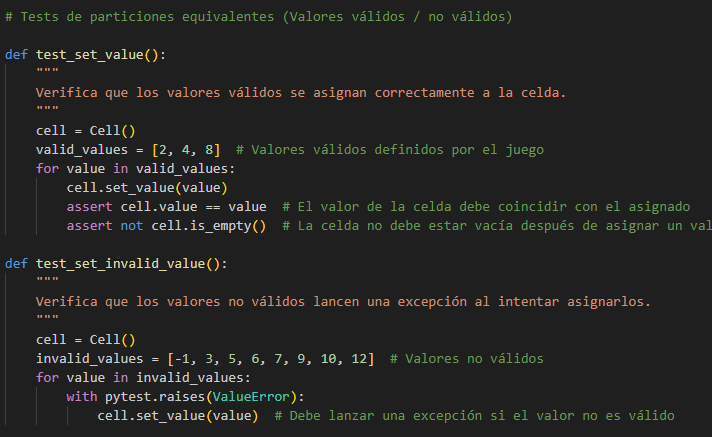 # Tests de particiones equivalentes (Valores válidos / no válidos)
def test_set_value():
"""
Verifica que los valores válidos se asignan correctamente a la celda.
"""
cell = Cell()
valid_values = [2, 4, 8]  # Valores válidos definidos por el juego
for value in valid_values:
cell.set_value(value)
assert cell.value == value  # El valor de la celda debe coincidir con el asignado
assert not cell.is_empty()  # La celda no debe estar vacía después de asignar un val
def test_set_invalid_value():
"""
Verifica que los valores no válidos lancen una excepción al intentar asignarlos.
"""
cell = Cell()
invalid_values = [-1, 3, 5, 6, 7, 9, 10, 12]  # Valores no válidos
for value in invalid_values:
with pytest.raises(ValueError):
cell.set_value(value)  # Debe lanzar una excepción si el valor no es válido